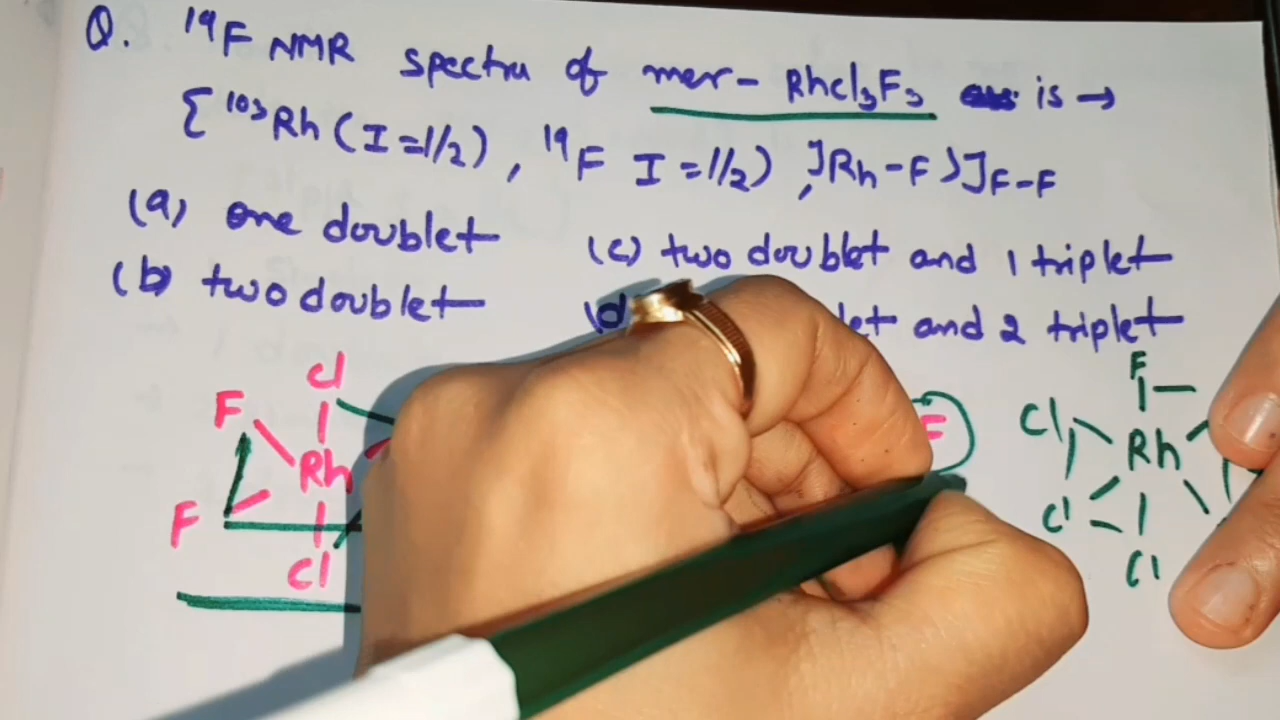 Q. 19F NMR spectra of mer- RhCl3F3 is →
{103Rh (I=1/2), 19F I=1/2), JRh-F > JF-F
(a) one doublet
(c) two doublet and 1 triplet
(b) two doublet
(d let and 2 triplet
Cl
F
Rh
F
Cl
F
F
Cl
Rh
Cl
Cl